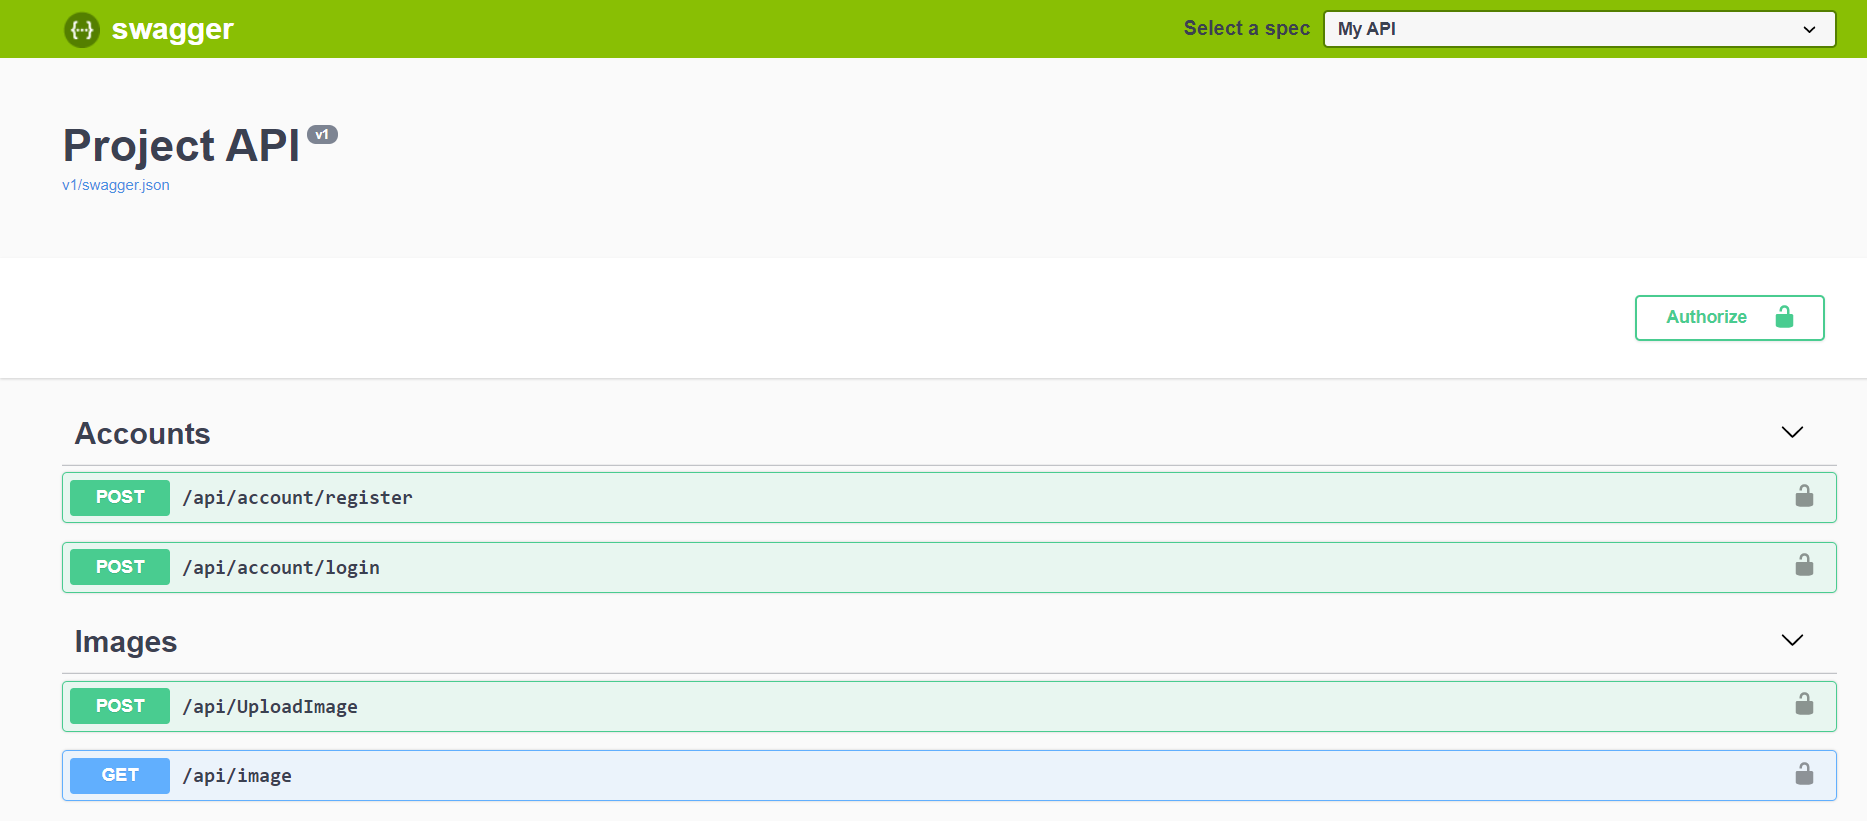 {··} swagger
Select a spec My API
Project API v1
v1/swagger.json
Authorize
Accounts
POST /api/account/register
POST /api/account/login
Images
POST /api/UploadImage
GET /api/image